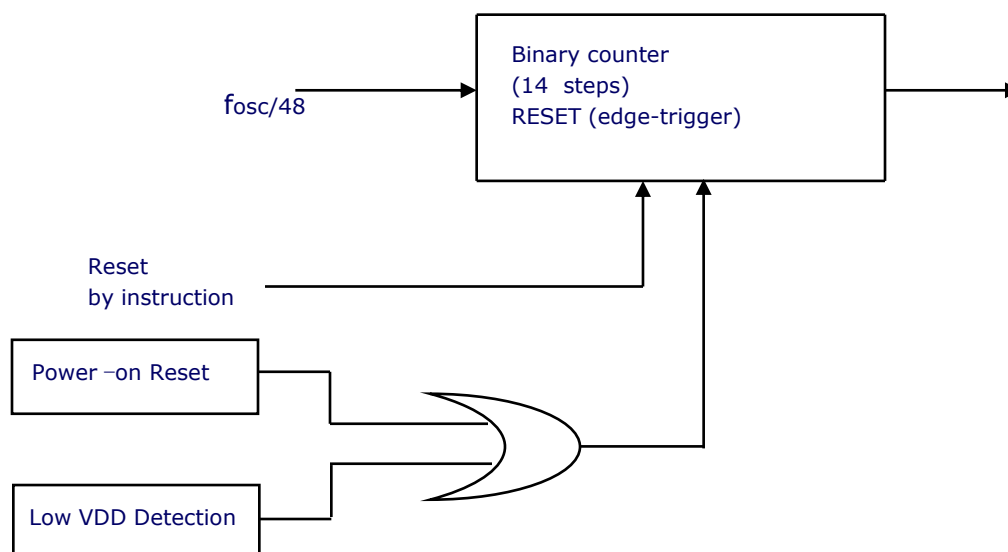 Binary counter
(14 steps)
RESET (edge-trigger)
fosc/48
Reset
by instruction
Power –on Reset
Low VDD Detection